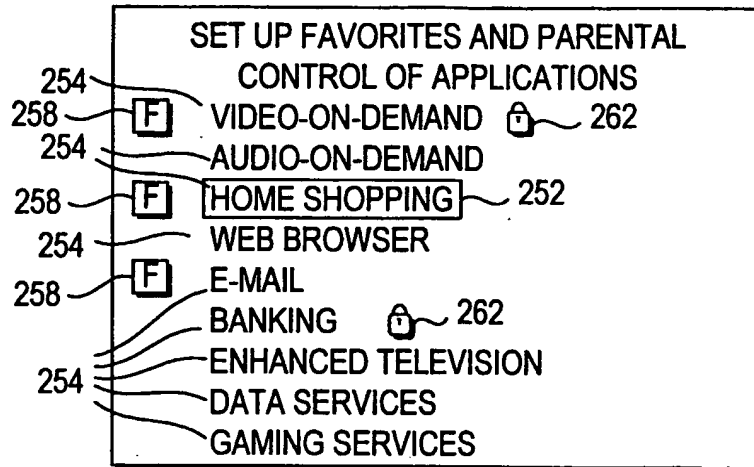 SET UP FAVORITES AND PARENTAL
CONTROL OF APPLICATIONS
254
258 F VIDEO-ON-DEMAND 262
254 AUDIO-ON-DEMAND
258 F HOME SHOPPING 252
254 WEB BROWSER
258 F E-MAIL
BANKING 262
ENHANCED TELEVISION
254 DATA SERVICES
GAMING SERVICES